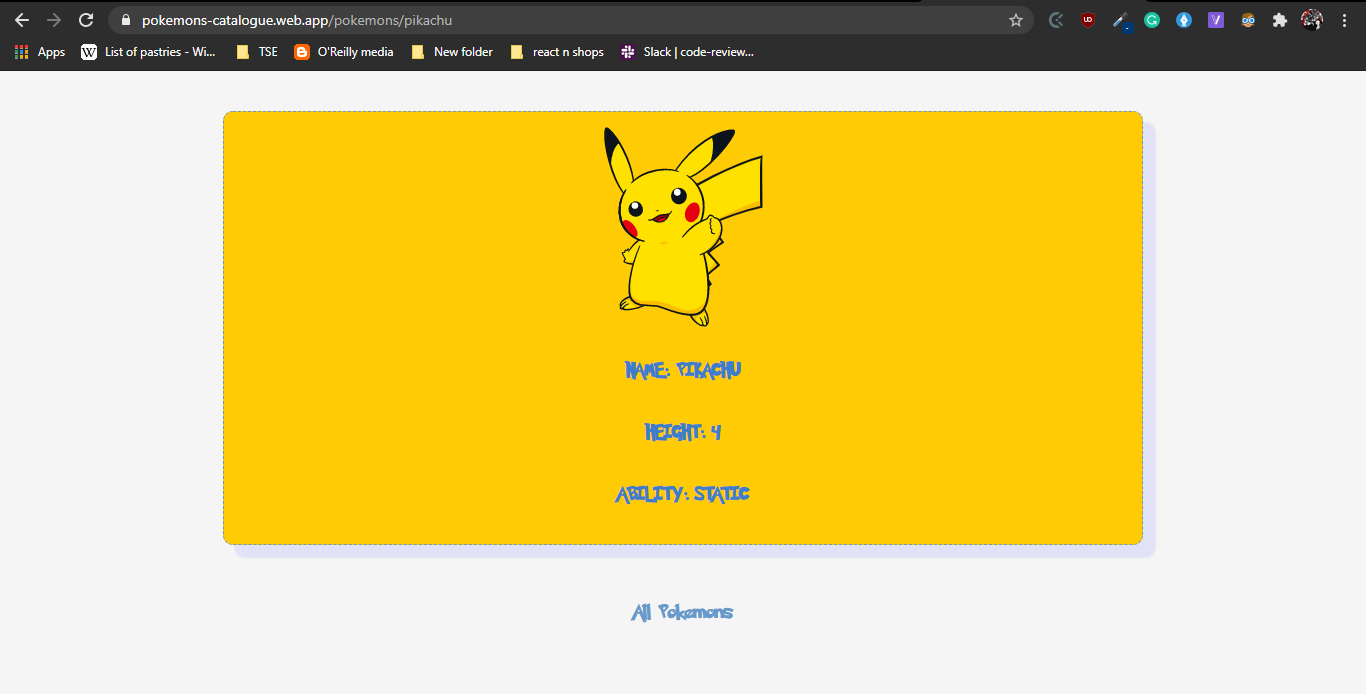 pokemons-catalogue.web.app/pokemons/pikachu
Apps List of pastries - Wi... TSE O'Reilly media New folder react n shops Slack | code-review...
NAME: PIKACHU
HEIGHT: 4
ABILITY: STATIC
All Pokemons